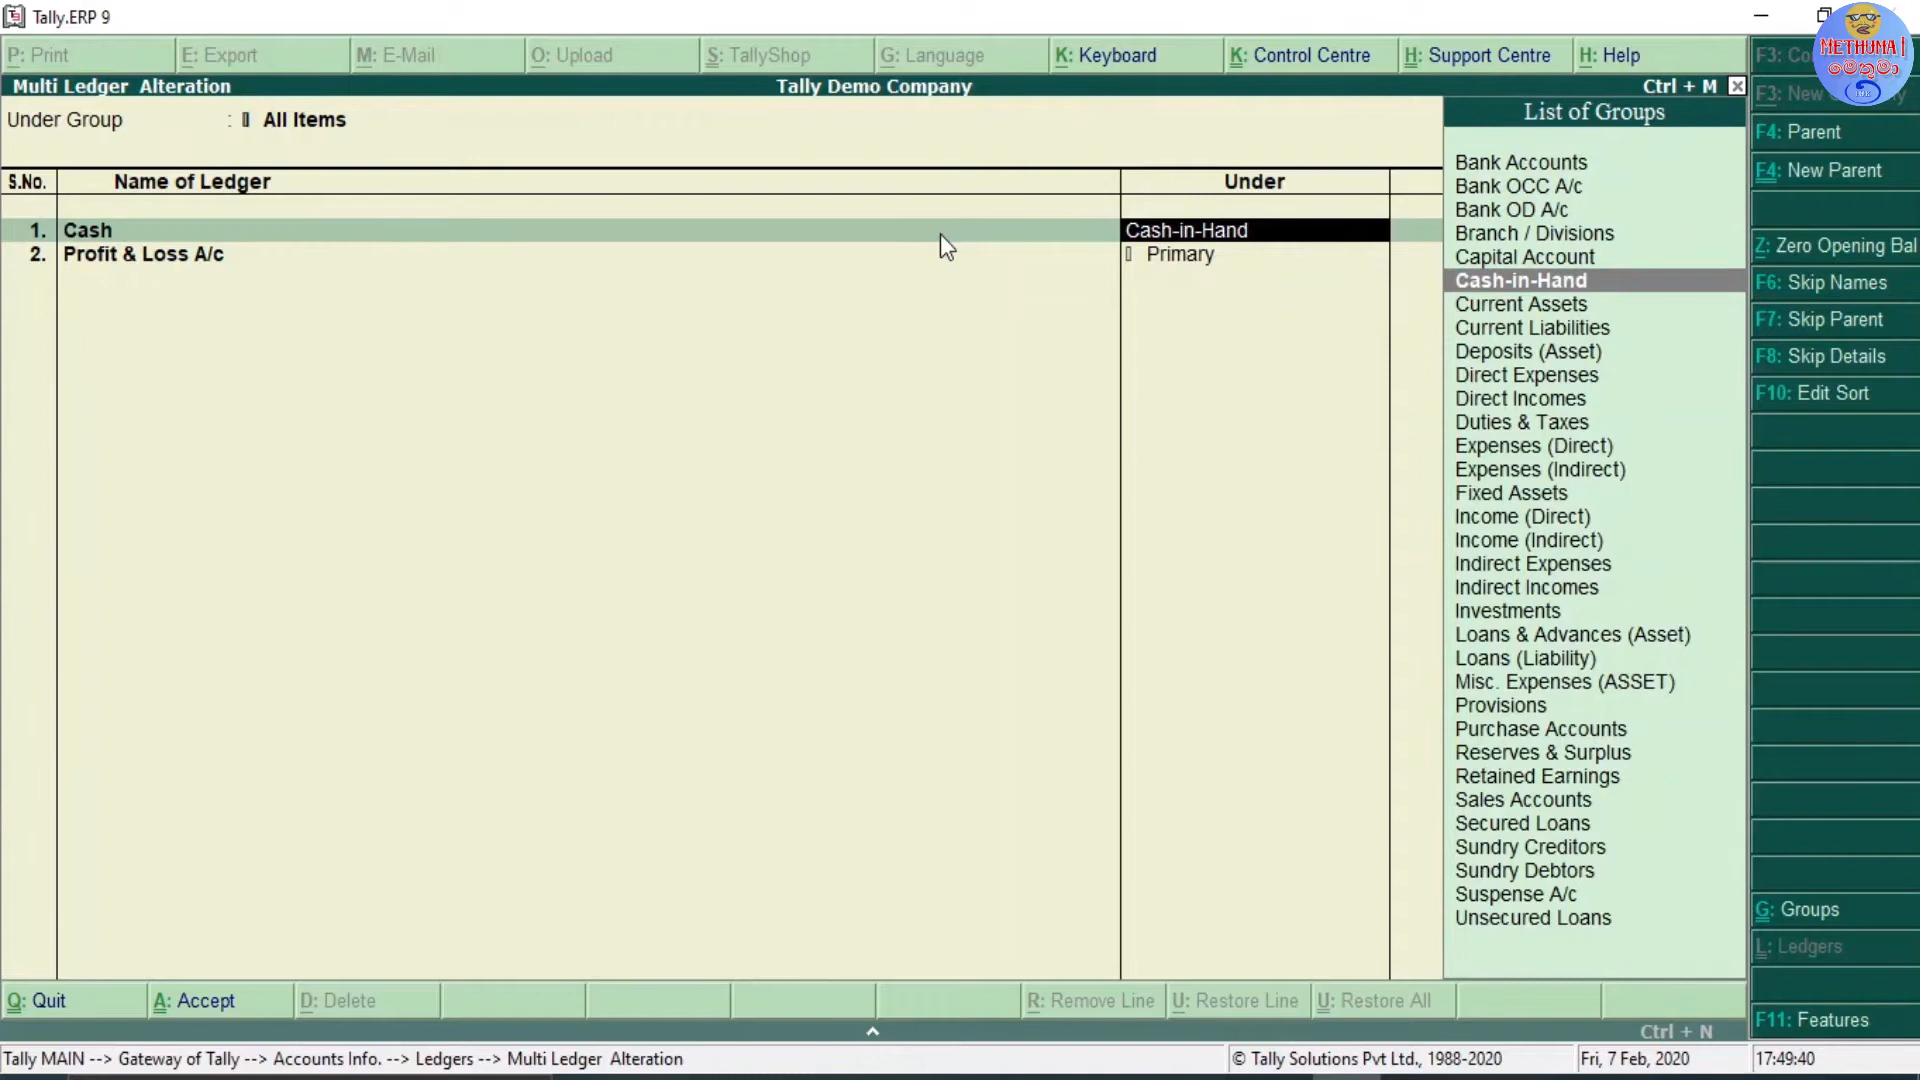 Tally.ERP 9
P: Print E: Export M: E-Mail O: Upload S: TallyShop G: Language K: Keyboard K: Control Centre H: Support Centre H: Help
METHUMA
මෙතුමා
Multi Ledger Alteration Tally Demo Company Ctrl + M
Under Group : All Items
S.No. Name of Ledger Under
1. Cash Cash-in-Hand
2. Profit & Loss A/c Primary
List of Groups
Bank Accounts
Bank OCC A/c
Bank OD A/c
Branch / Divisions
Capital Account
Cash-in-Hand
Current Assets
Current Liabilities
Deposits (Asset)
Direct Expenses
Direct Incomes
Duties & Taxes
Expenses (Direct)
Expenses (Indirect)
Fixed Assets
Income (Direct)
Income (Indirect)
Indirect Expenses
Indirect Incomes
Investments
Loans & Advances (Asset)
Loans (Liability)
Misc. Expenses (ASSET)
Provisions
Purchase Accounts
Reserves & Surplus
Retained Earnings
Sales Accounts
Secured Loans
Sundry Creditors
Sundry Debtors
Suspense A/c
Unsecured Loans
F3:
F3: New
F4: Parent
F4: New Parent
Z: Zero Opening Bal
F6: Skip Names
F7: Skip Parent
F8: Skip Details
F10: Edit Sort
G: Groups
L: Ledgers
F11: Features
Q: Quit A: Accept D: Delete R: Remove Line U: Restore Line U: Restore All
Ctrl + N
Tally MAIN --> Gateway of Tally --> Accounts Info. --> Ledgers --> Multi Ledger Alteration © Tally Solutions Pvt Ltd., 1988-2020 Fri, 7 Feb, 2020 17:49:40